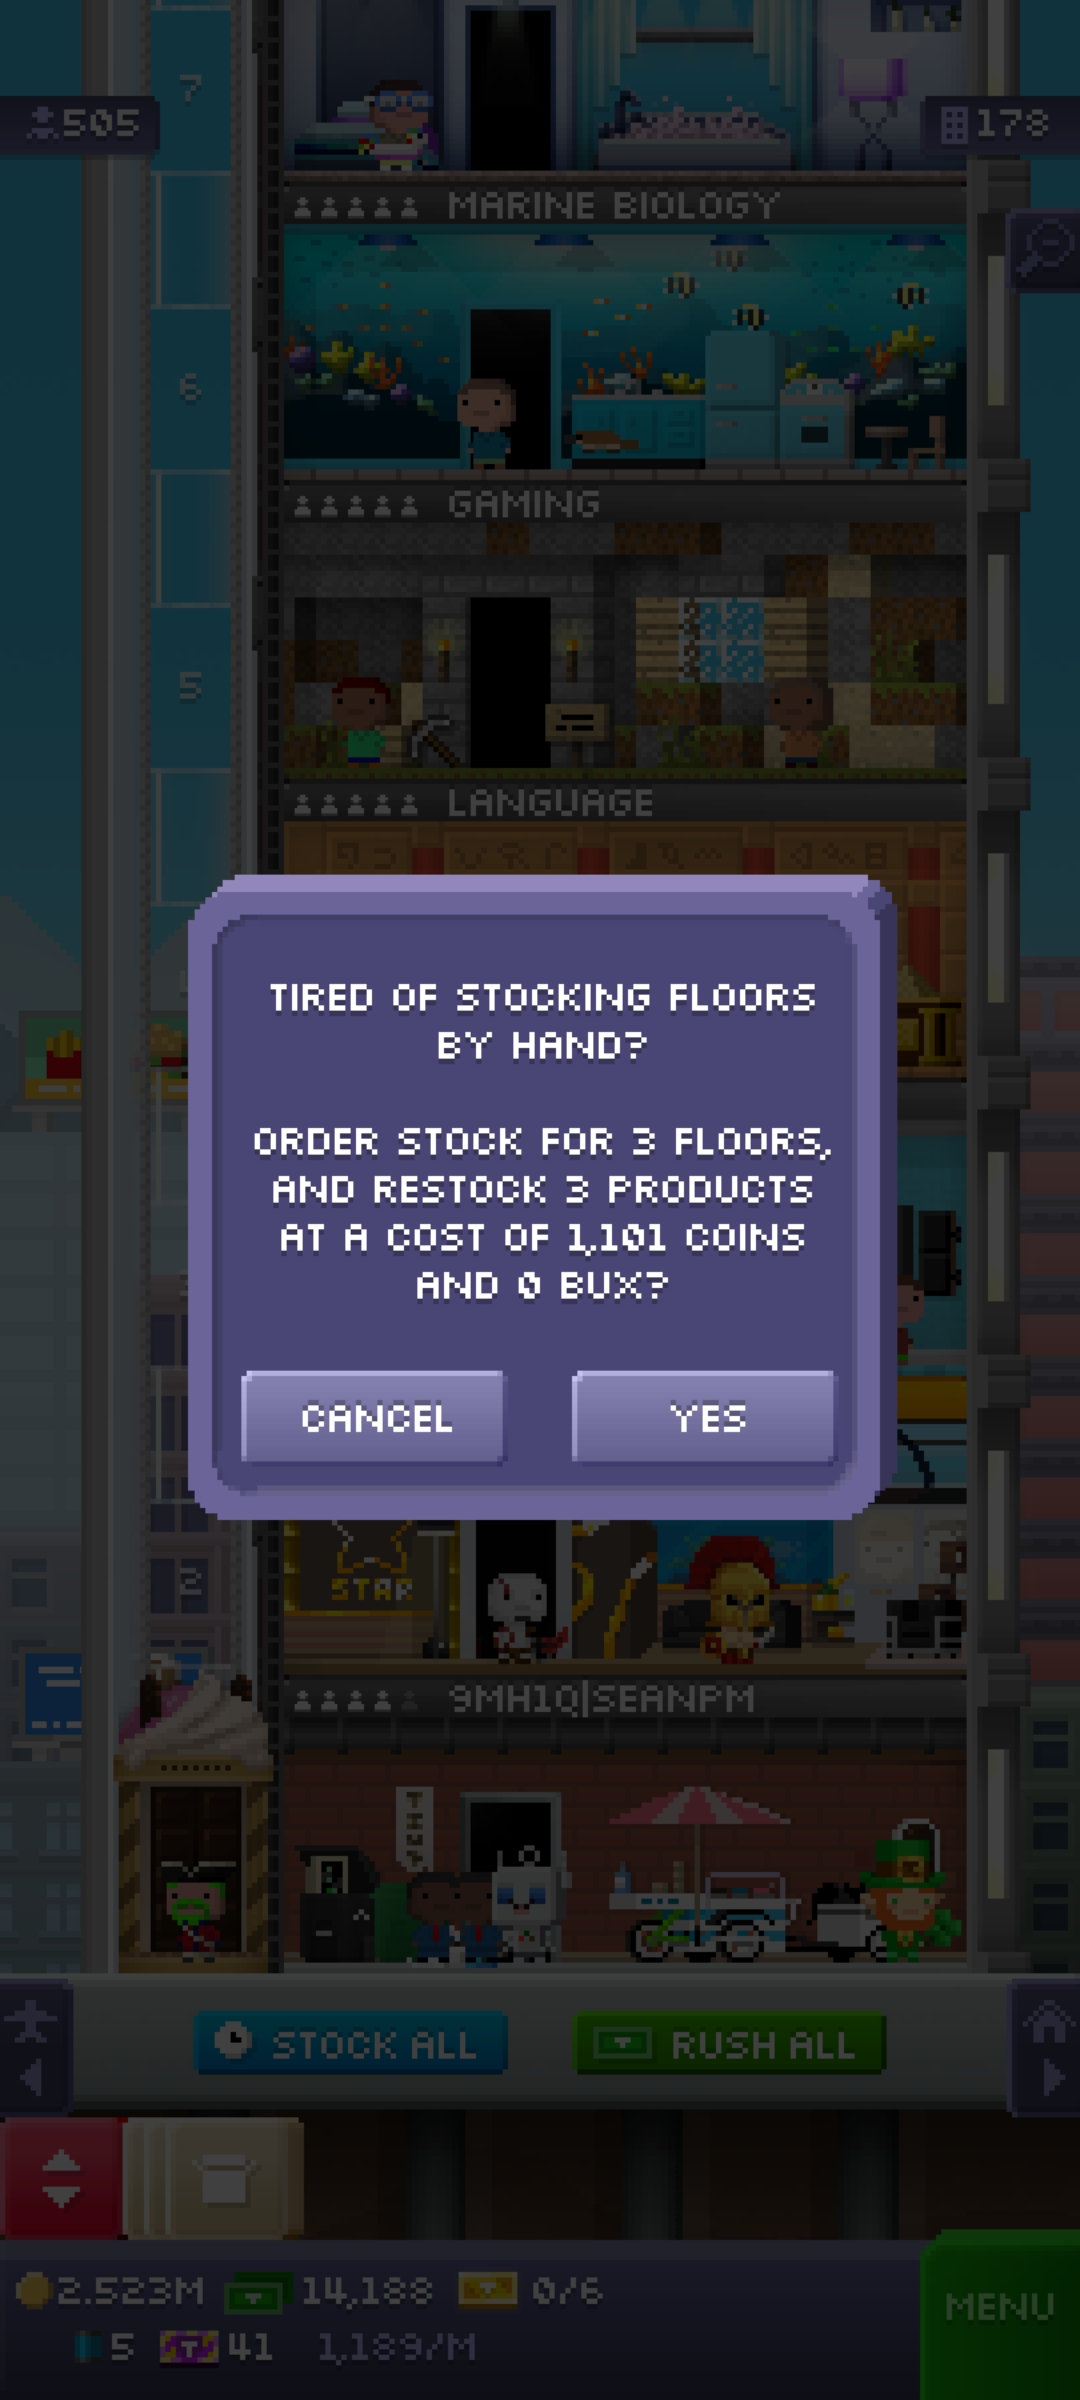 7
505
178
MARINE BIOLOGY
6
GAMING
5
LANGUAGE
TIRED OF STOCKING FLOORS
BY HAND?
ORDER STOCK FOR 3 FLOORS,
AND RESTOCK 3 PRODUCTS
AT A COST OF 1,101 COINS
AND 0 BUX?
CANCEL
YES
2
STAR
9MH1Q|SEANPM
STOCK ALL
RUSH ALL
2.523M
14,188
0/6
MENU
5
41
1,189/M